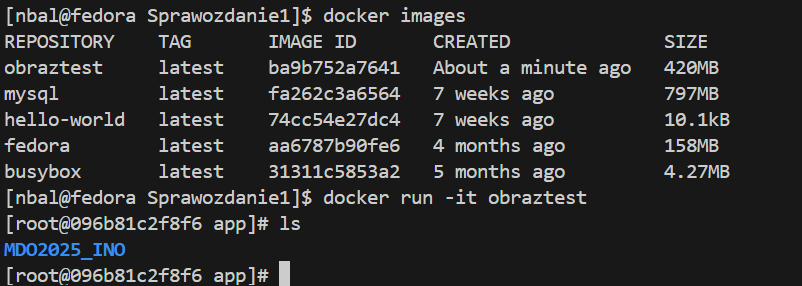 [nbal@fedora Sprawozdanie1]$ docker images
REPOSITORY    TAG       IMAGE ID       CREATED              SIZE
obraztest     latest    ba9b752a7641   About a minute ago   420MB
mysql         latest    fa262c3a6564   7 weeks ago          797MB
hello-world   latest    74cc54e27dc4   7 weeks ago          10.1kB
fedora        latest    aa6787b90fe6   4 months ago         158MB
busybox       latest    31311c5853a2   5 months ago         4.27MB
[nbal@fedora Sprawozdanie1]$ docker run -it obraztest
[root@096b81c2f8f6 app]# ls
MDO2025_INO
[root@096b81c2f8f6 app]#